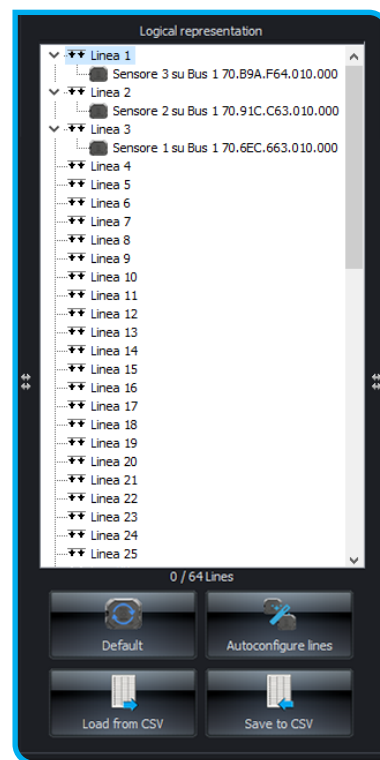 Logical representation
Linea 1
Sensore 3 su Bus 1 70.B9A.F64.010.000
Linea 2
Sensore 2 su Bus 1 70.91C.C63.010.000
Linea 3
Sensore 1 su Bus 1 70.6EC.663.010.000
Linea 4
Linea 5
Linea 6
Linea 7
Linea 8
Linea 9
Linea 10
Linea 11
Linea 12
Linea 13
Linea 14
Linea 15
Linea 16
Linea 17
Linea 18
Linea 19
Linea 20
Linea 21
Linea 22
Linea 23
Linea 24
Linea 25
0 / 64 Lines
Default
Autoconfigure lines
Load from CSV
Save to CSV